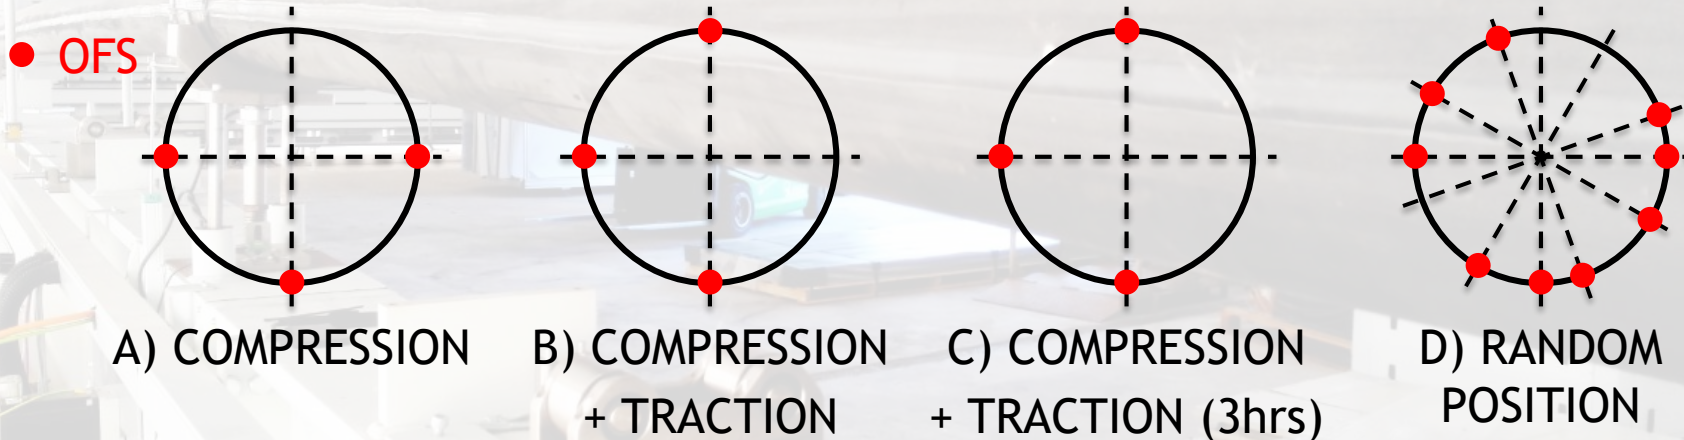 OFS
A) COMPRESSION
B) COMPRESSION
+ TRACTION
C) COMPRESSION
+ TRACTION (3hrs)
D) RANDOM
POSITION